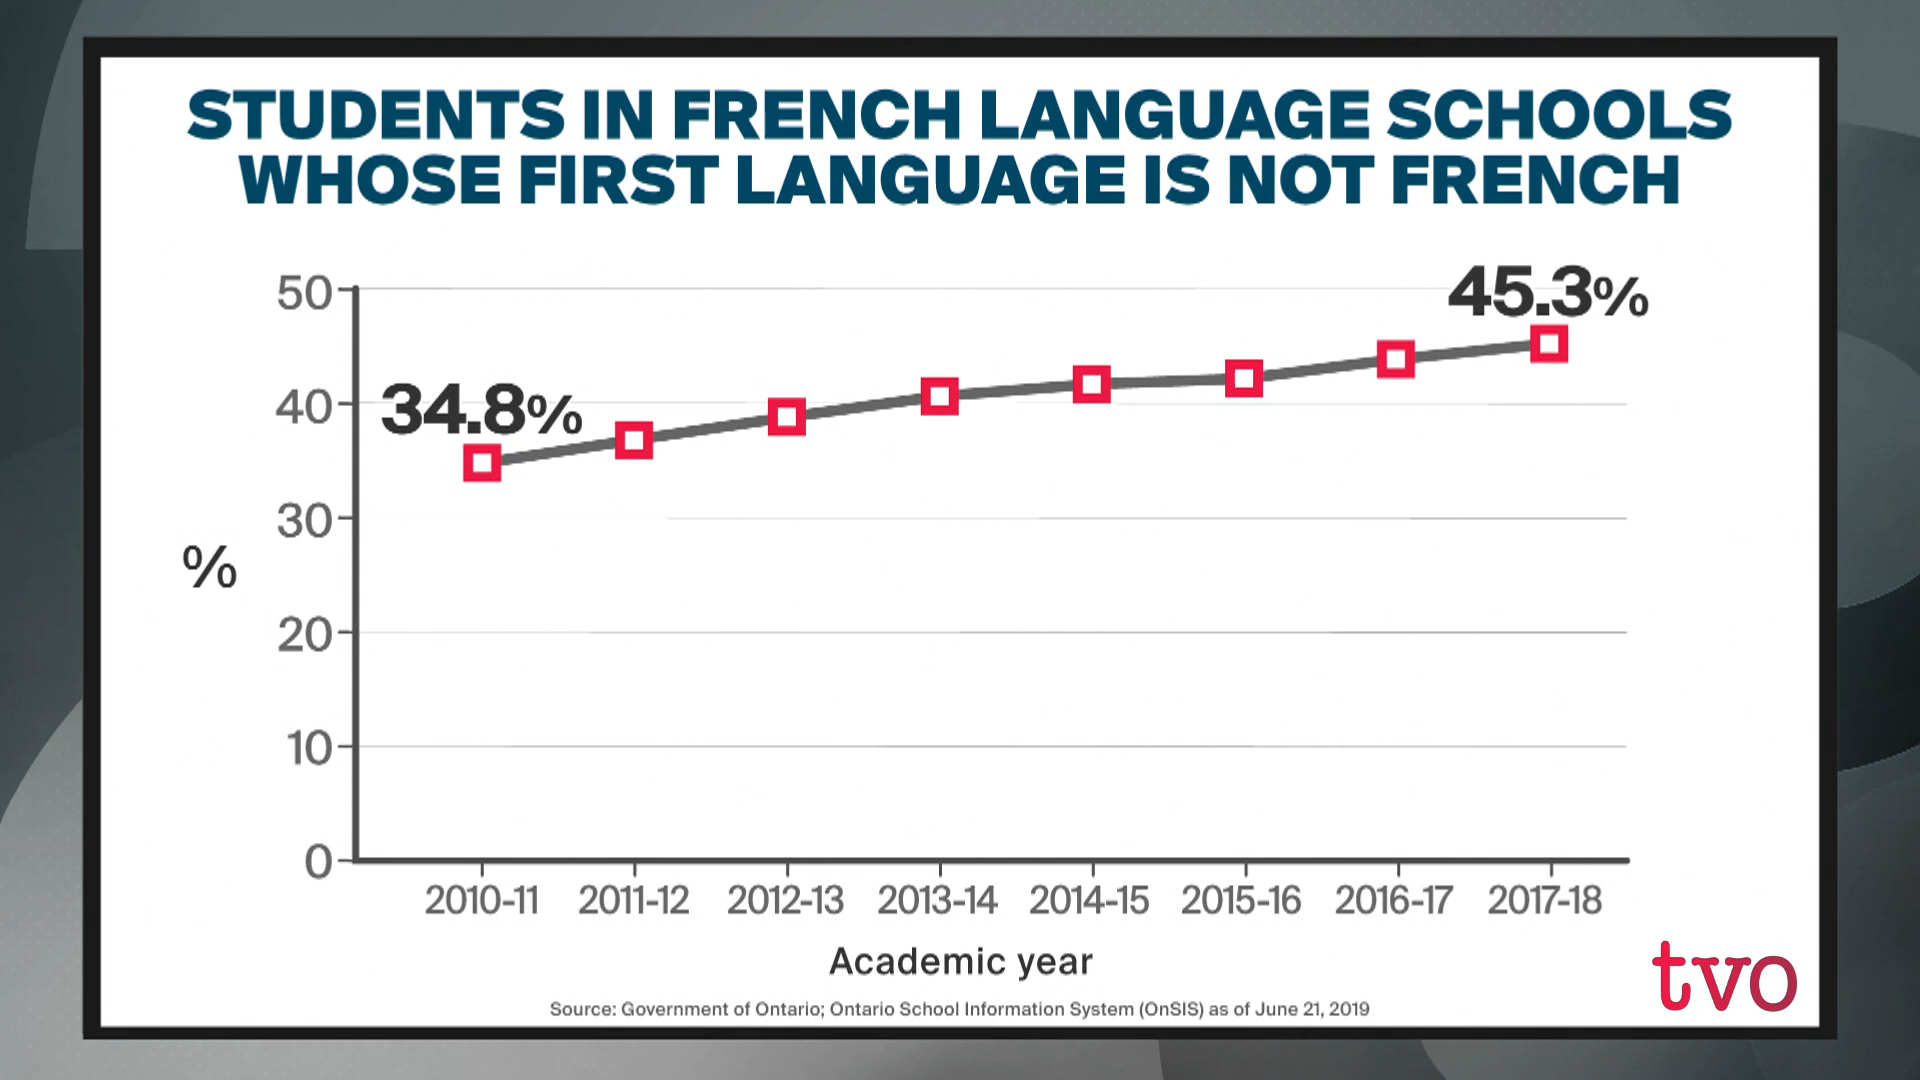 STUDENTS IN FRENCH LANGUAGE SCHOOLS
WHOSE FIRST LANGUAGE IS NOT FRENCH
50
45.3%
40
34.8%
30
%
20
10
0
2010-11 2011-12 2012-13 2013-14 2014-15 2015-16 2016-17 2017-18
Academic year
tvo
Source: Government of Ontario; Ontario School Information System (OnSIS) as of June 21, 2019